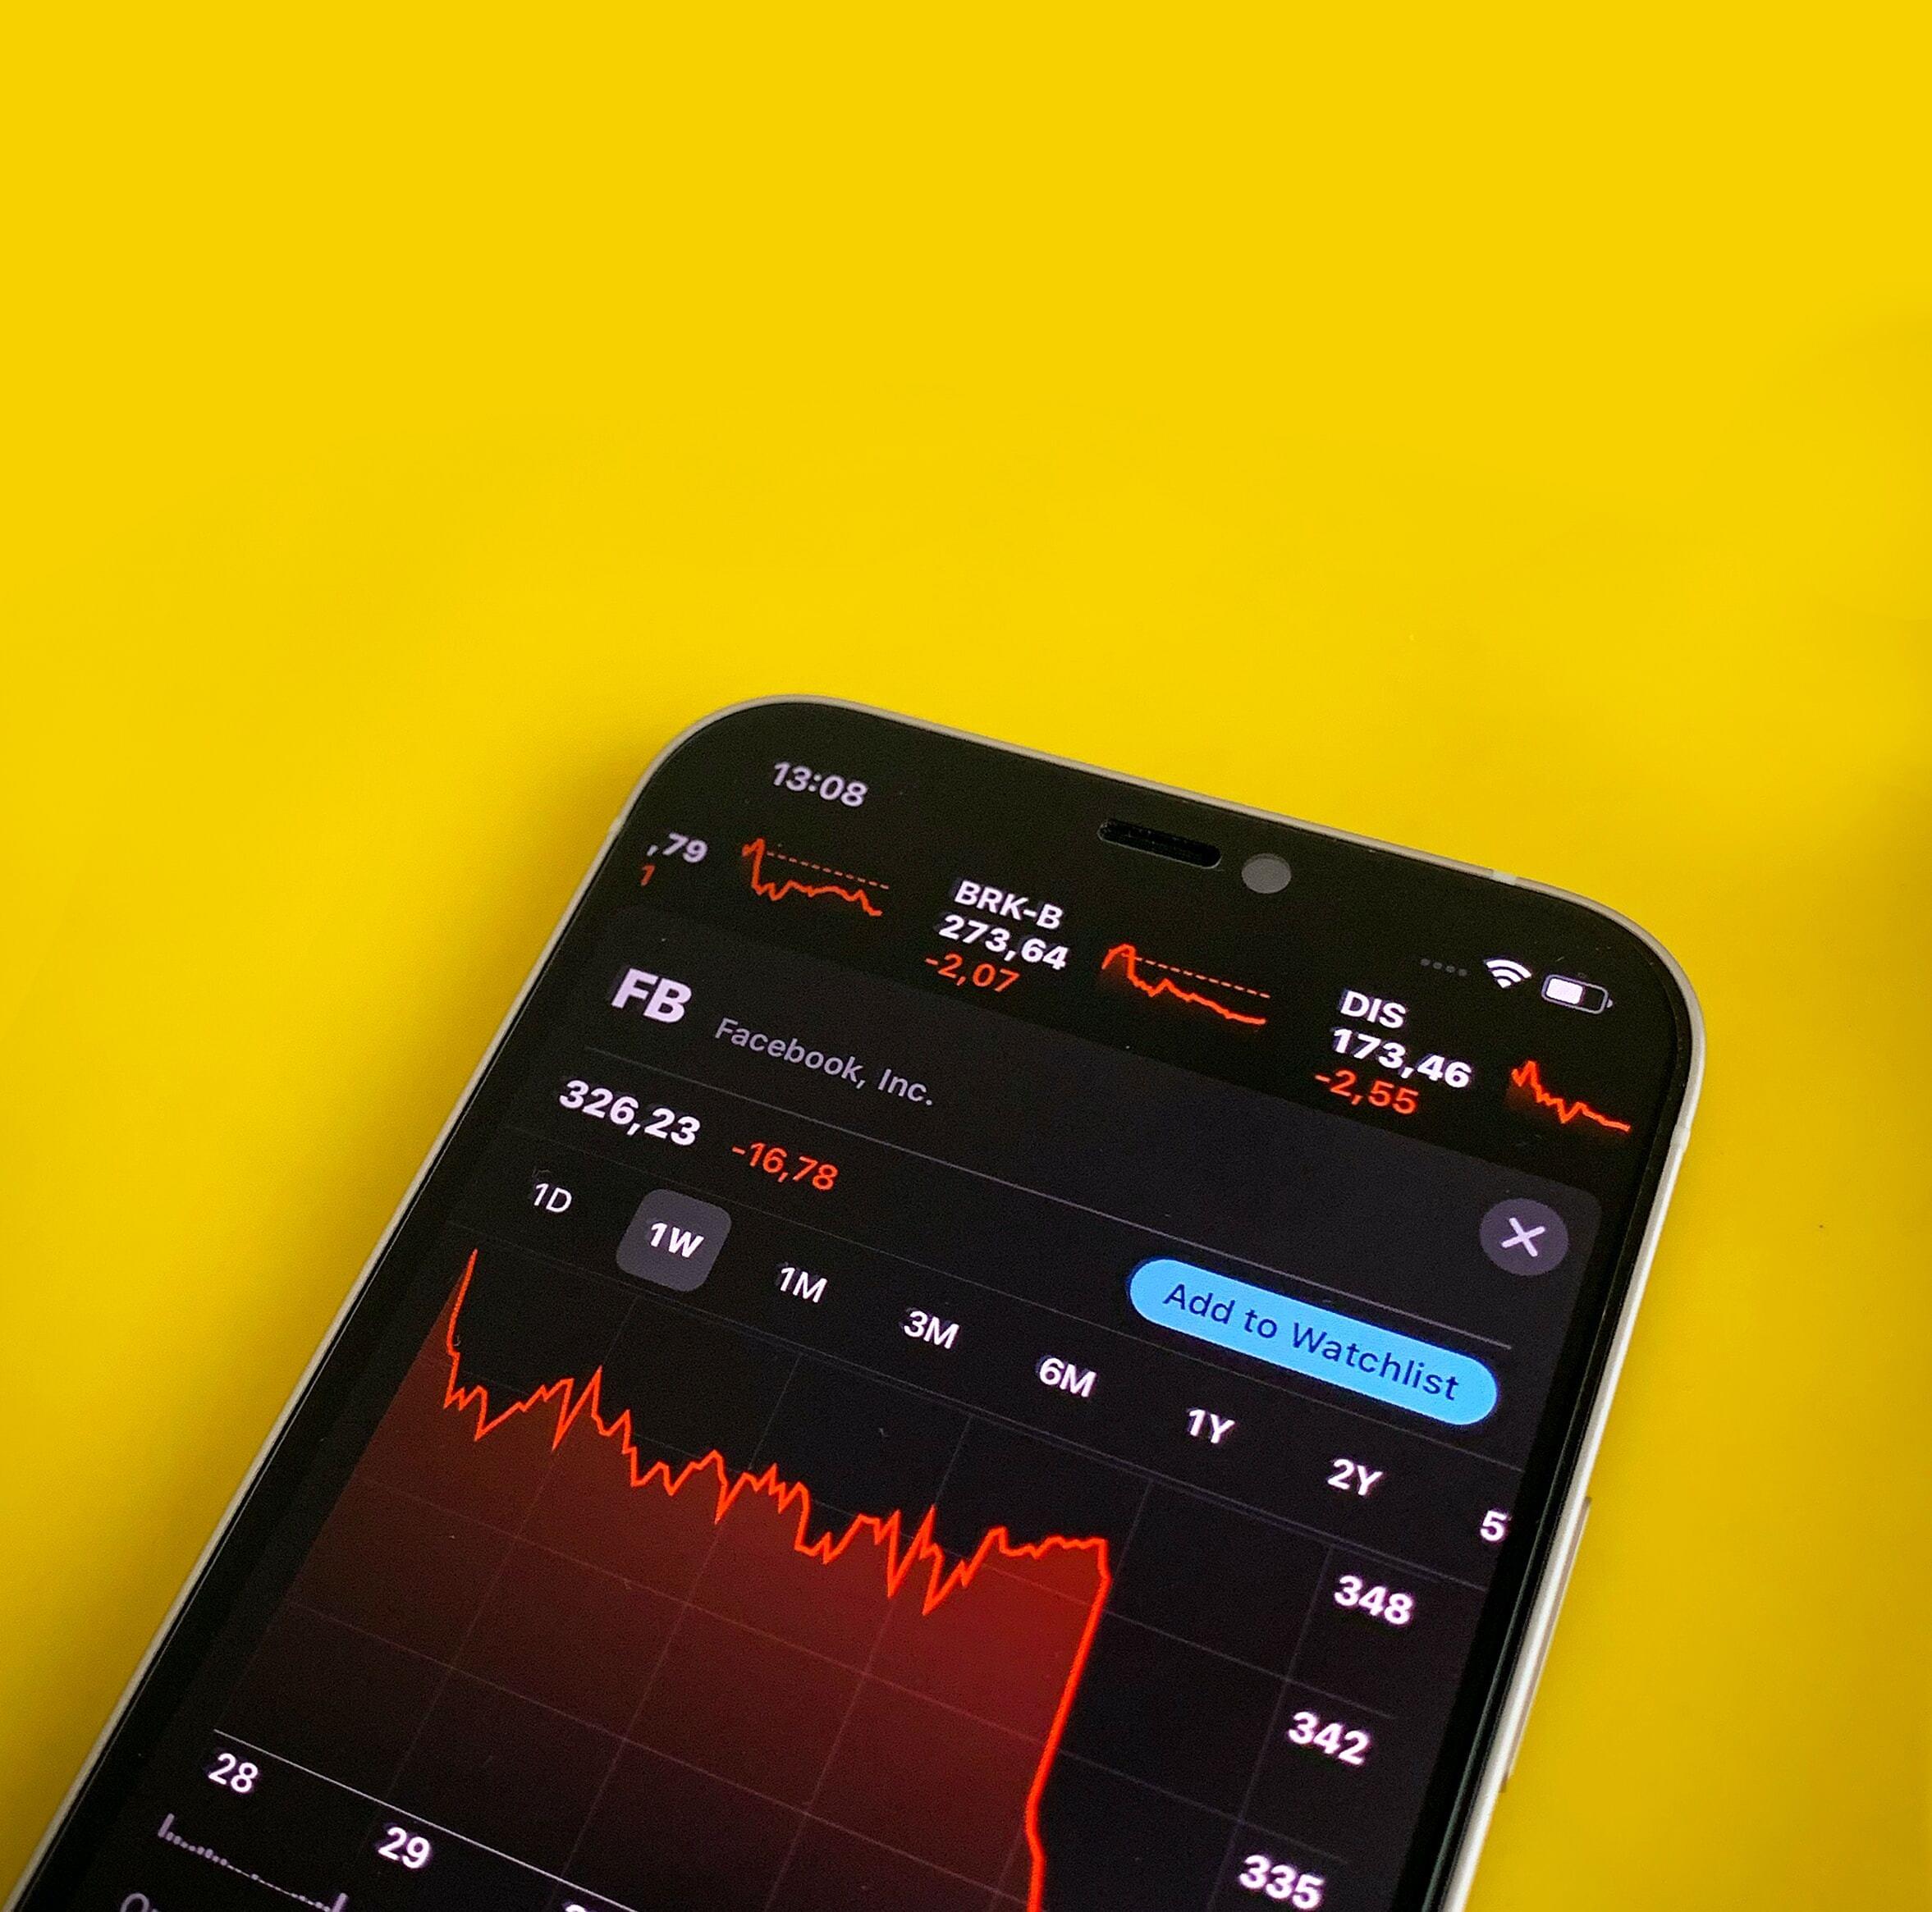 13:08
,79
1
BRK-B
273,64
-2,07
DIS
173,46
-2,55
FB Facebook, Inc.
326,23 -16,78
Add to Watchlist
1D 1W 1M 3M 6M 1Y 2Y 5
348
342
335
28 29